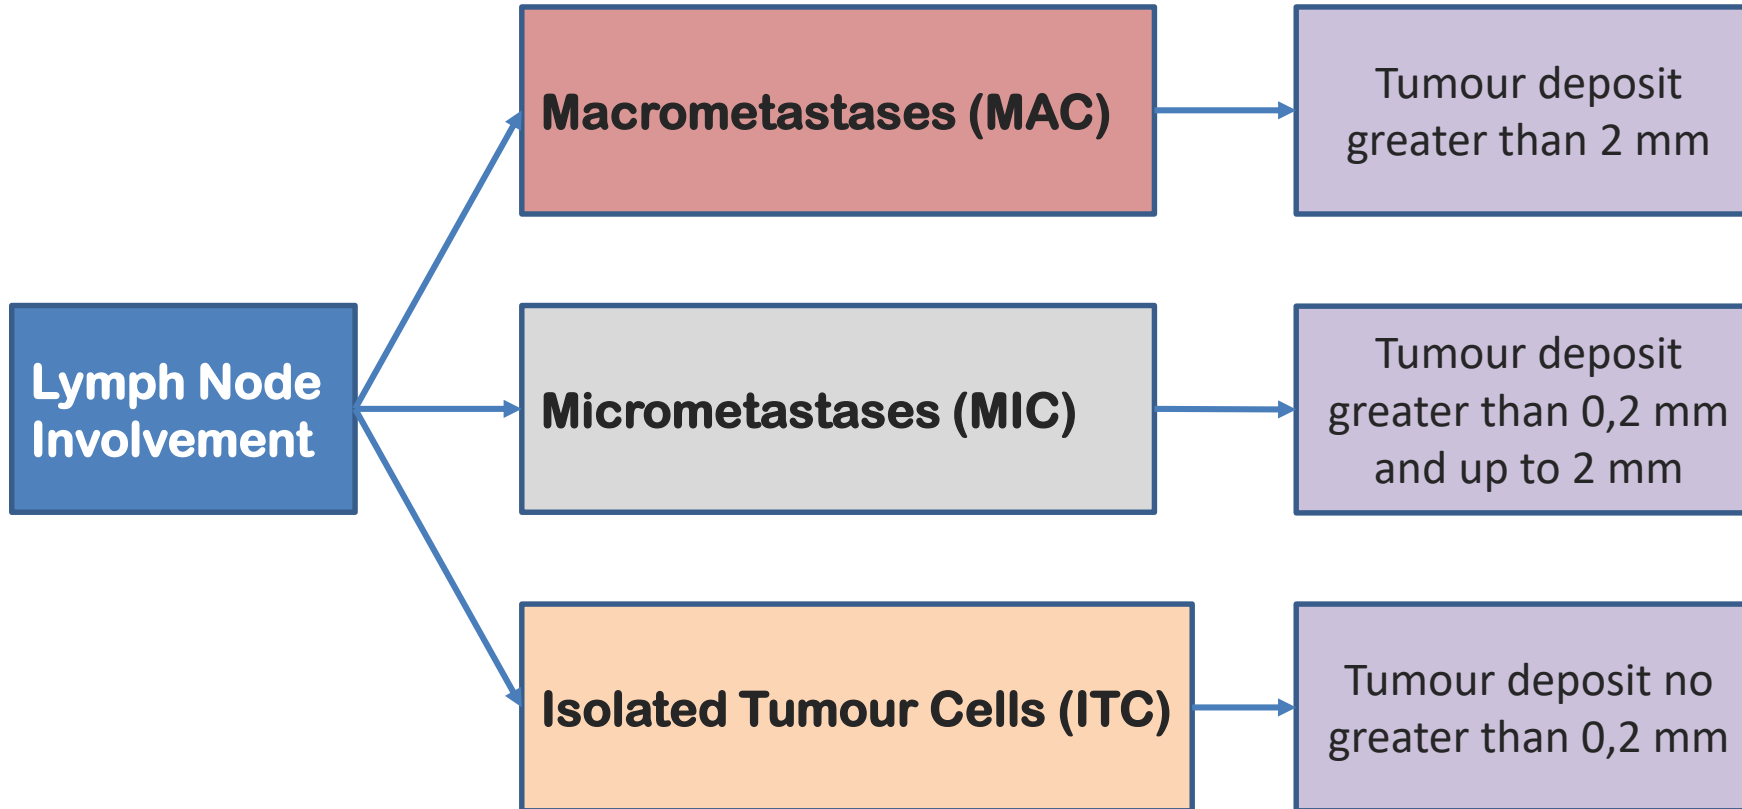 Macrometastases (MAC)
Tumour deposit
greater than 2 mm
Lymph Node
Involvement
Micrometastases (MIC)
Tumour deposit
greater than 0,2 mm
and up to 2 mm
Isolated Tumour Cells (ITC)
Tumour deposit no
greater than 0,2 mm